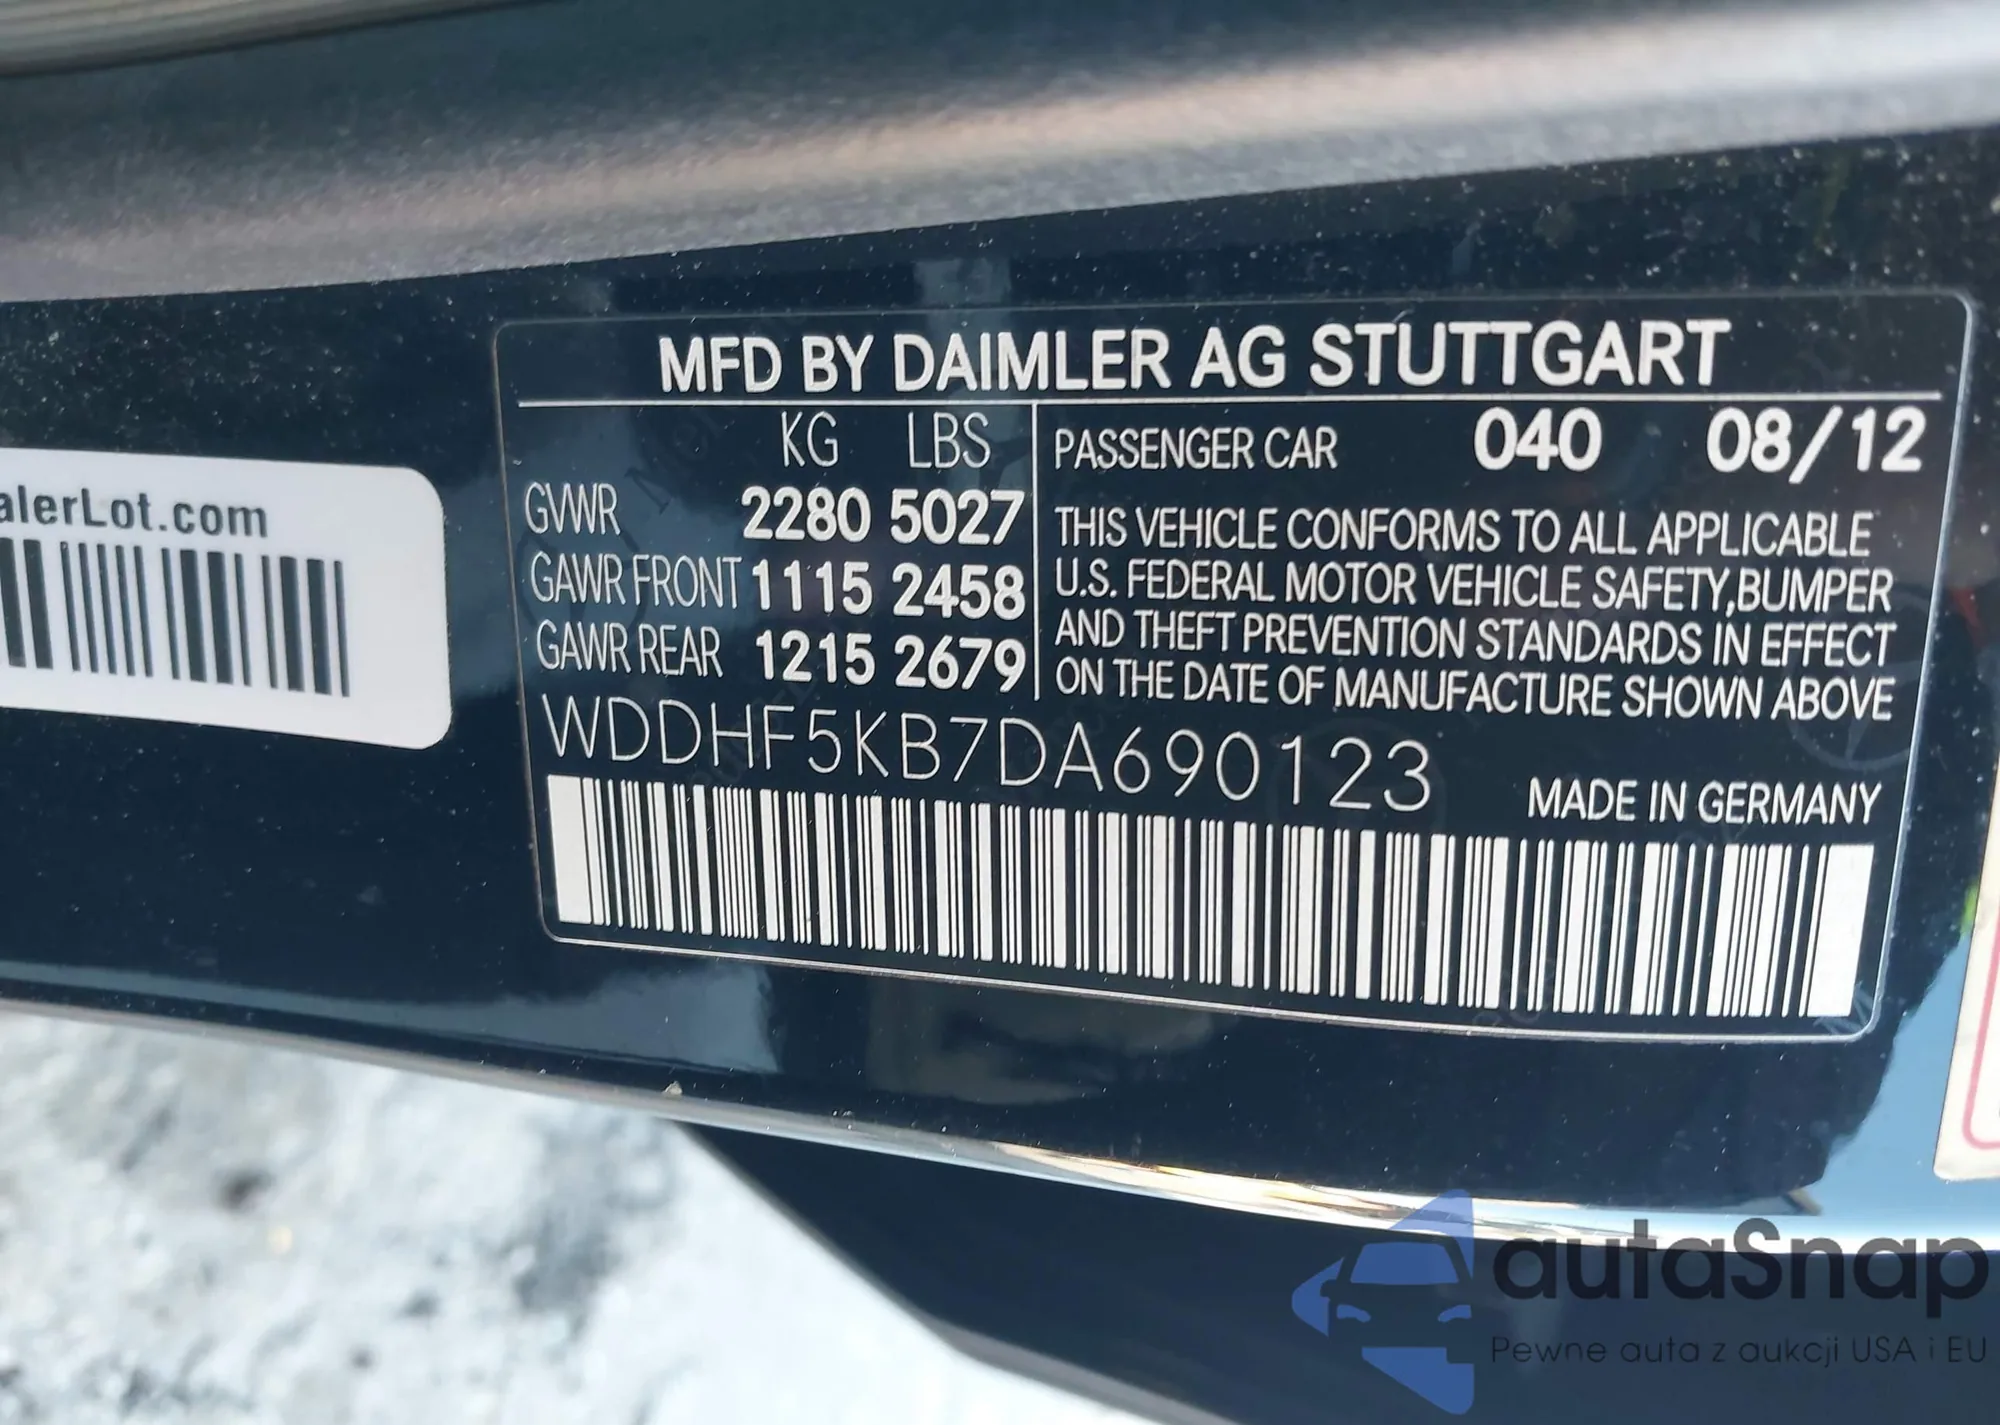 MFD BY DAIMLER AG STUTTGART
KG LBS
GVWR 2280 5027
GAWR FRONT 1115 2458
GAWR REAR 1215 2679
PASSENGER CAR 040 08/12
THIS VEHICLE CONFORMS TO ALL APPLICABLE
U.S. FEDERAL MOTOR VEHICLE SAFETY,BUMPER
AND THEFT PREVENTION STANDARDS IN EFFECT
ON THE DATE OF MANUFACTURE SHOWN ABOVE
WDDHF5KB7DA690123
MADE IN GERMANY
alerLot.com
autaSnap
Pewne auta z aukcji USA i EU